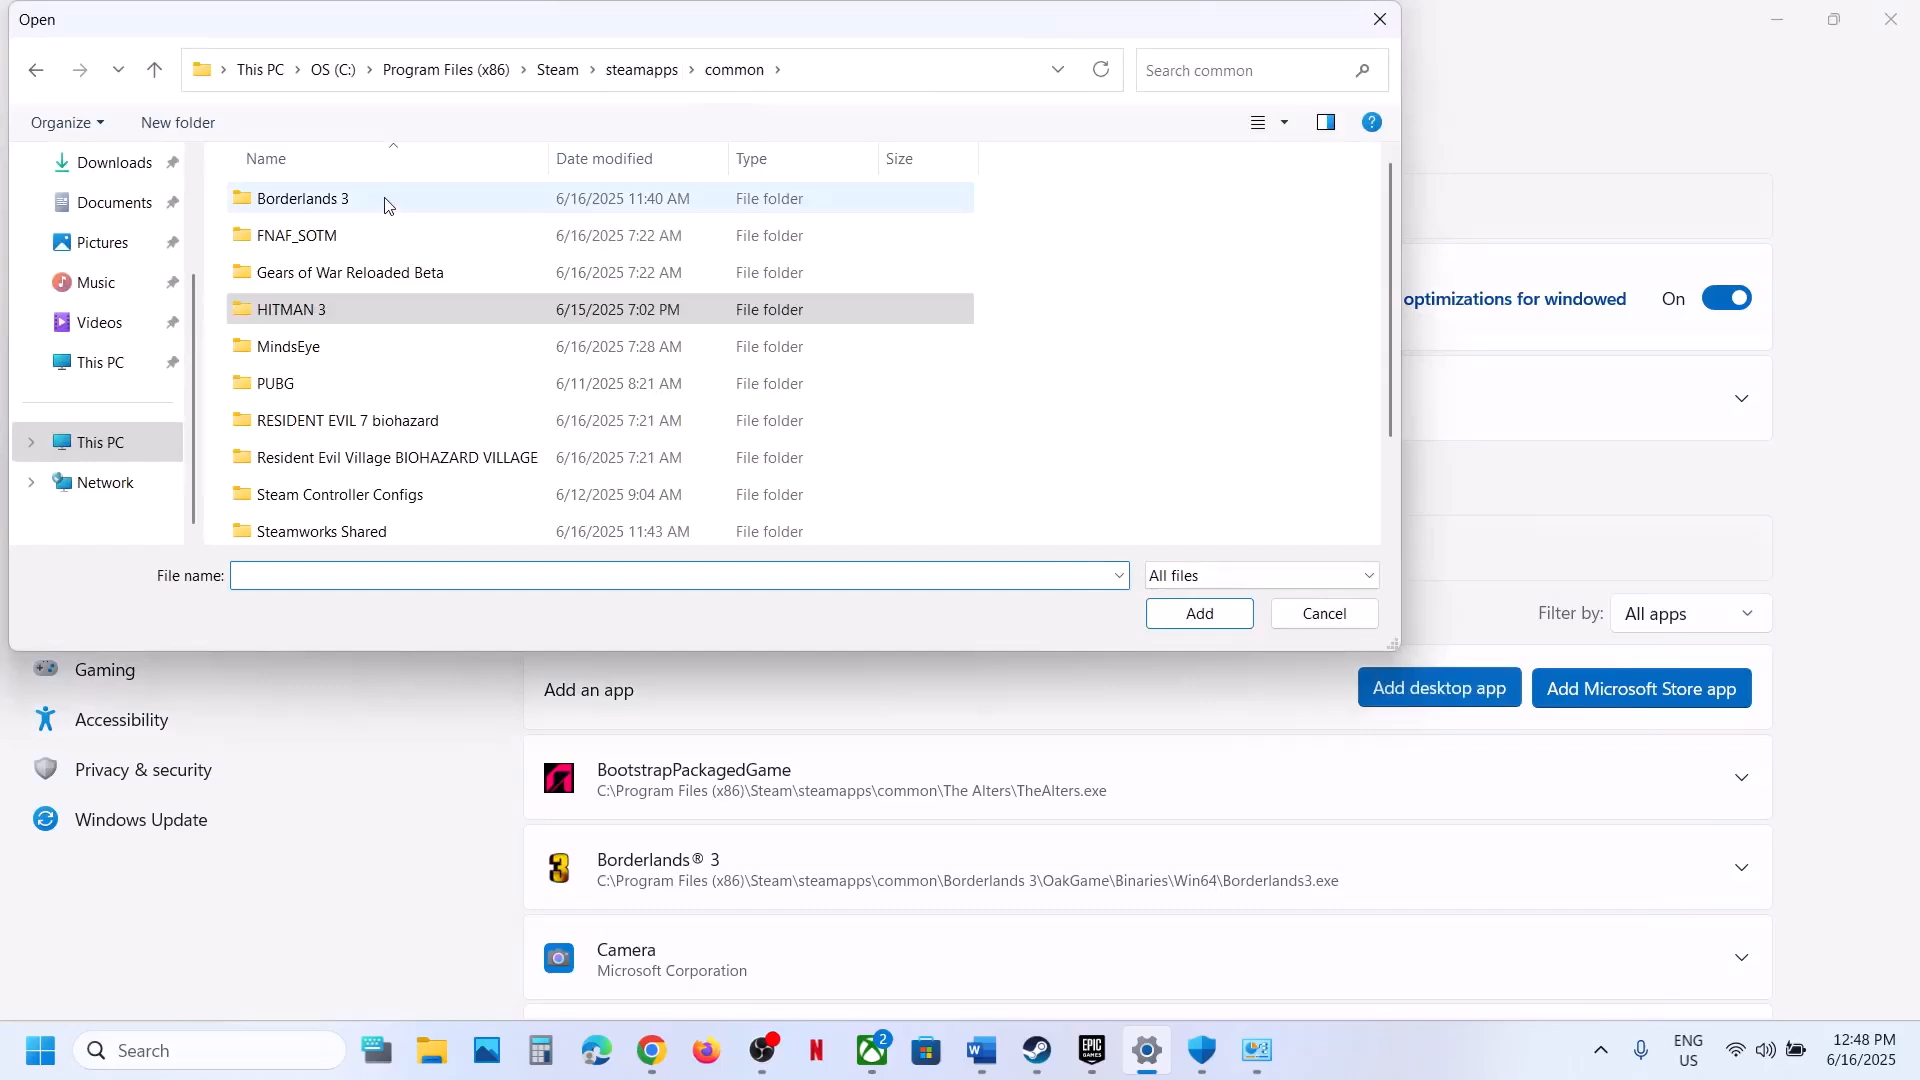 Open
This PC > OS (C:) > Program Files (x86) > Steam > steamapps > common >
Search common
Organize
New folder
Name
Date modified
Type
Size
Downloads
Documents
Pictures
Music
Videos
This PC
This PC
Network
Borderlands 3 6/16/2025 11:40 AM File folder
FNAF_SOTM 6/16/2025 7:22 AM File folder
Gears of War Reloaded Beta 6/16/2025 7:22 AM File folder
HITMAN 3 6/15/2025 7:02 PM File folder
MindsEye 6/16/2025 7:28 AM File folder
PUBG 6/11/2025 8:21 AM File folder
RESIDENT EVIL 7 biohazard 6/16/2025 7:21 AM File folder
Resident Evil Village BIOHAZARD VILLAGE 6/16/2025 7:21 AM File folder
Steam Controller Configs 6/12/2025 9:04 AM File folder
Steamworks Shared 6/16/2025 11:43 AM File folder
File name:
All files
Add
Cancel
optimizations for windowed
On
Filter by:
All apps
Gaming
Accessibility
Privacy & security
Windows Update
Add an app
Add desktop app
Add Microsoft Store app
BootstrapPackagedGame
C:\Program Files (x86)\Steam\steamapps\common\The Alters\TheAlters.exe
Borderlands® 3
C:\Program Files (x86)\Steam\steamapps\common\Borderlands 3\OakGame\Binaries\Win64\Borderlands3.exe
Camera
Microsoft Corporation
Search
2
EPIC
GAMES
ENG
US
12:48 PM
6/16/2025